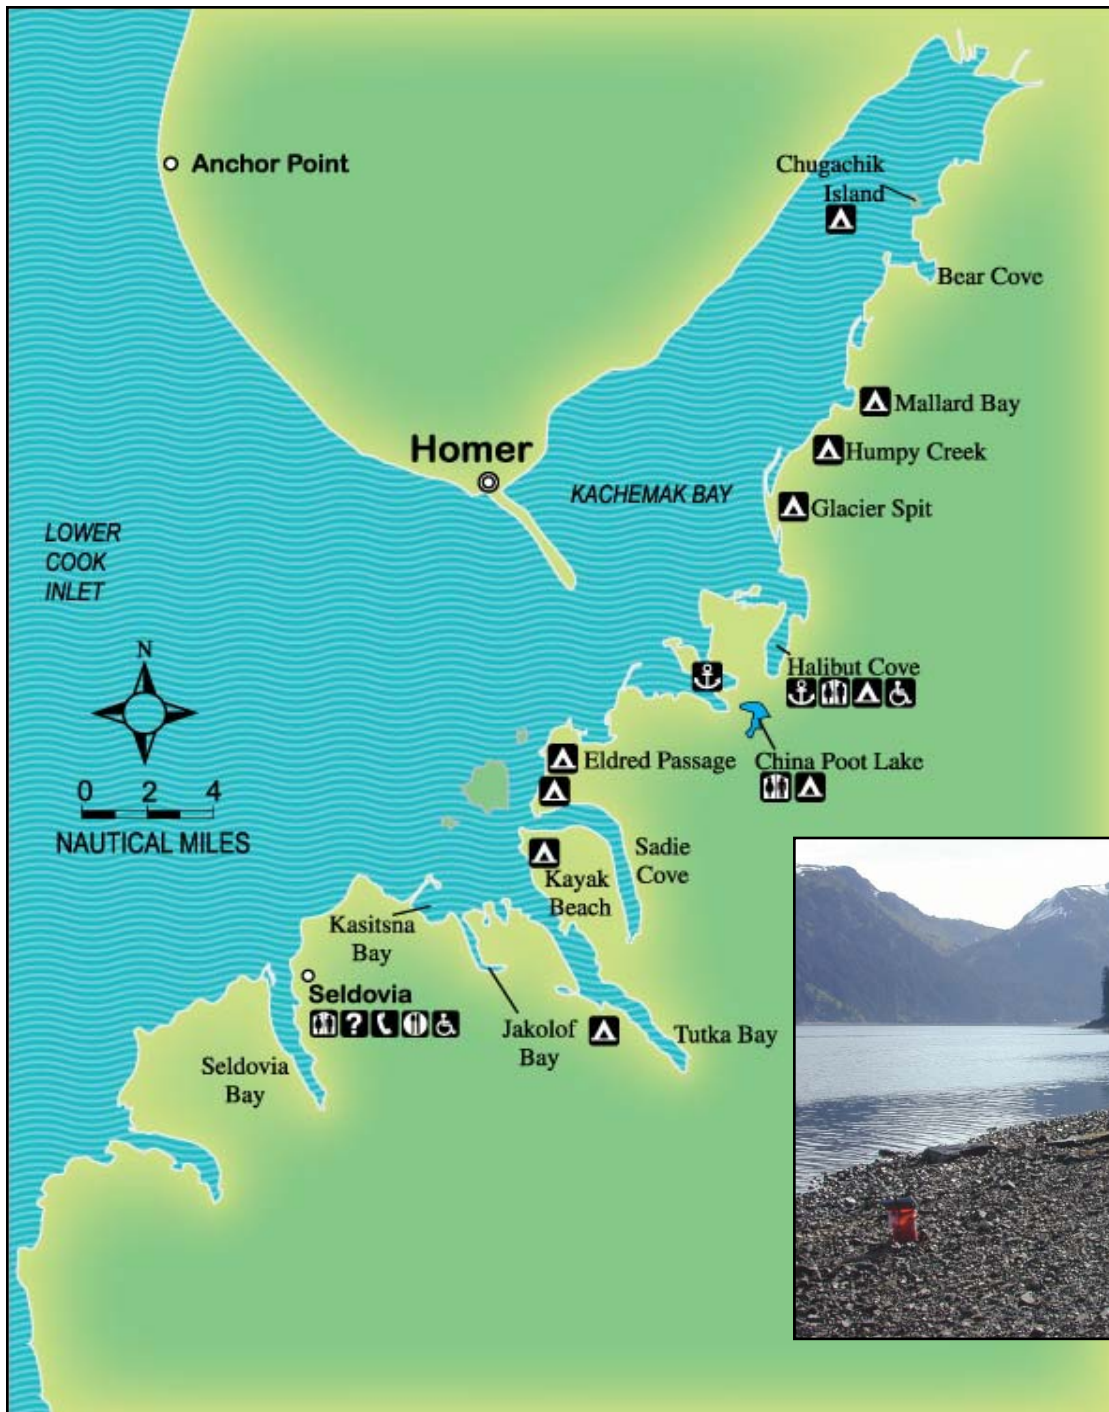 Anchor Point
Chugachik
Island
Bear Cove
Mallard Bay
Homer
Humpy Creek
KACHEMAK BAY
Glacier Spit
LOWER
COOK
INLET
N
Halibut Cove
0 2 4
NAUTICAL MILES
Eldred Passage
China Poot Lake
Sadie
Cove
Kayak
Beach
Kasitsna
Bay
Seldovia
?
Jakolof
Bay
Tutka Bay
Seldovia
Bay